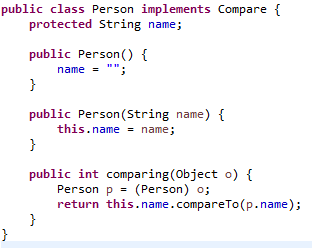 public class Person implements Compare {
protected String name;
public Person() {
name = "";
}
public Person(String name) {
this.name = name;
}
public int comparing(Object o) {
Person p = (Person) o;
return this.name.compareTo(p.name);
}
}